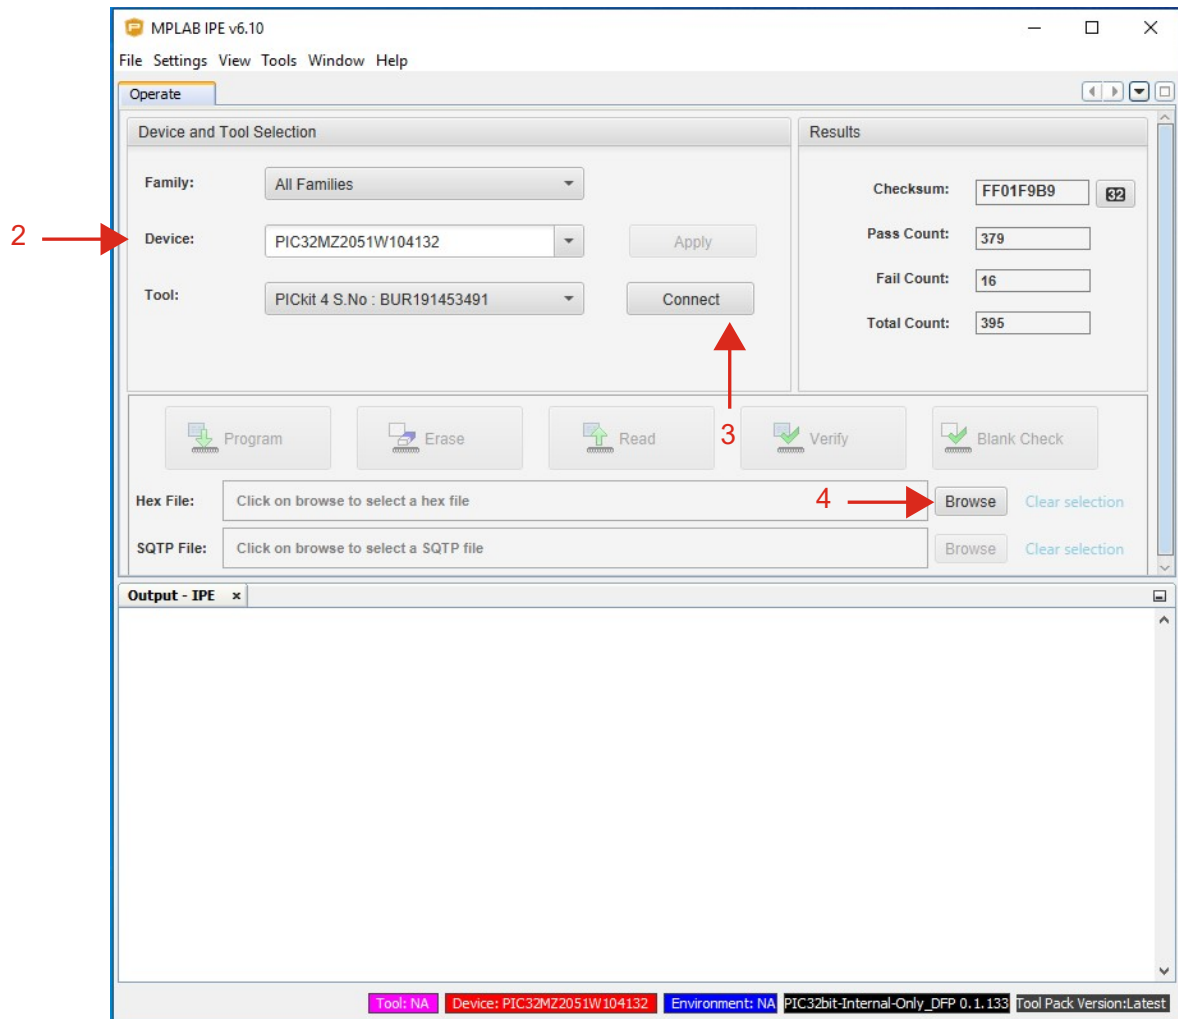 MPLAB IPE v6.10
File Settings View Tools Window Help
Operate
Device and Tool Selection
Results
Family:
All Families
Checksum:
FF01F9B9
32
2
Device:
PIC32MZ2051W104132
Apply
Pass Count:
379
Fail Count:
16
Tool:
PICkit 4 S.No : BUR191453491
Connect
Total Count:
395
Program
Erase
Read
3
Verify
Blank Check
Hex File:
Click on browse to select a hex file
4
Browse
Clear selection
SQTP File:
Click on browse to select a SQTP file
Browse
Clear selection
Output - IPE ×
Tool: NA
Device: PIC32MZ2051W104132
Environment: NA
PIC32bit-Internal-Only_DFP 0.1.133
Tool Pack Version:Latest